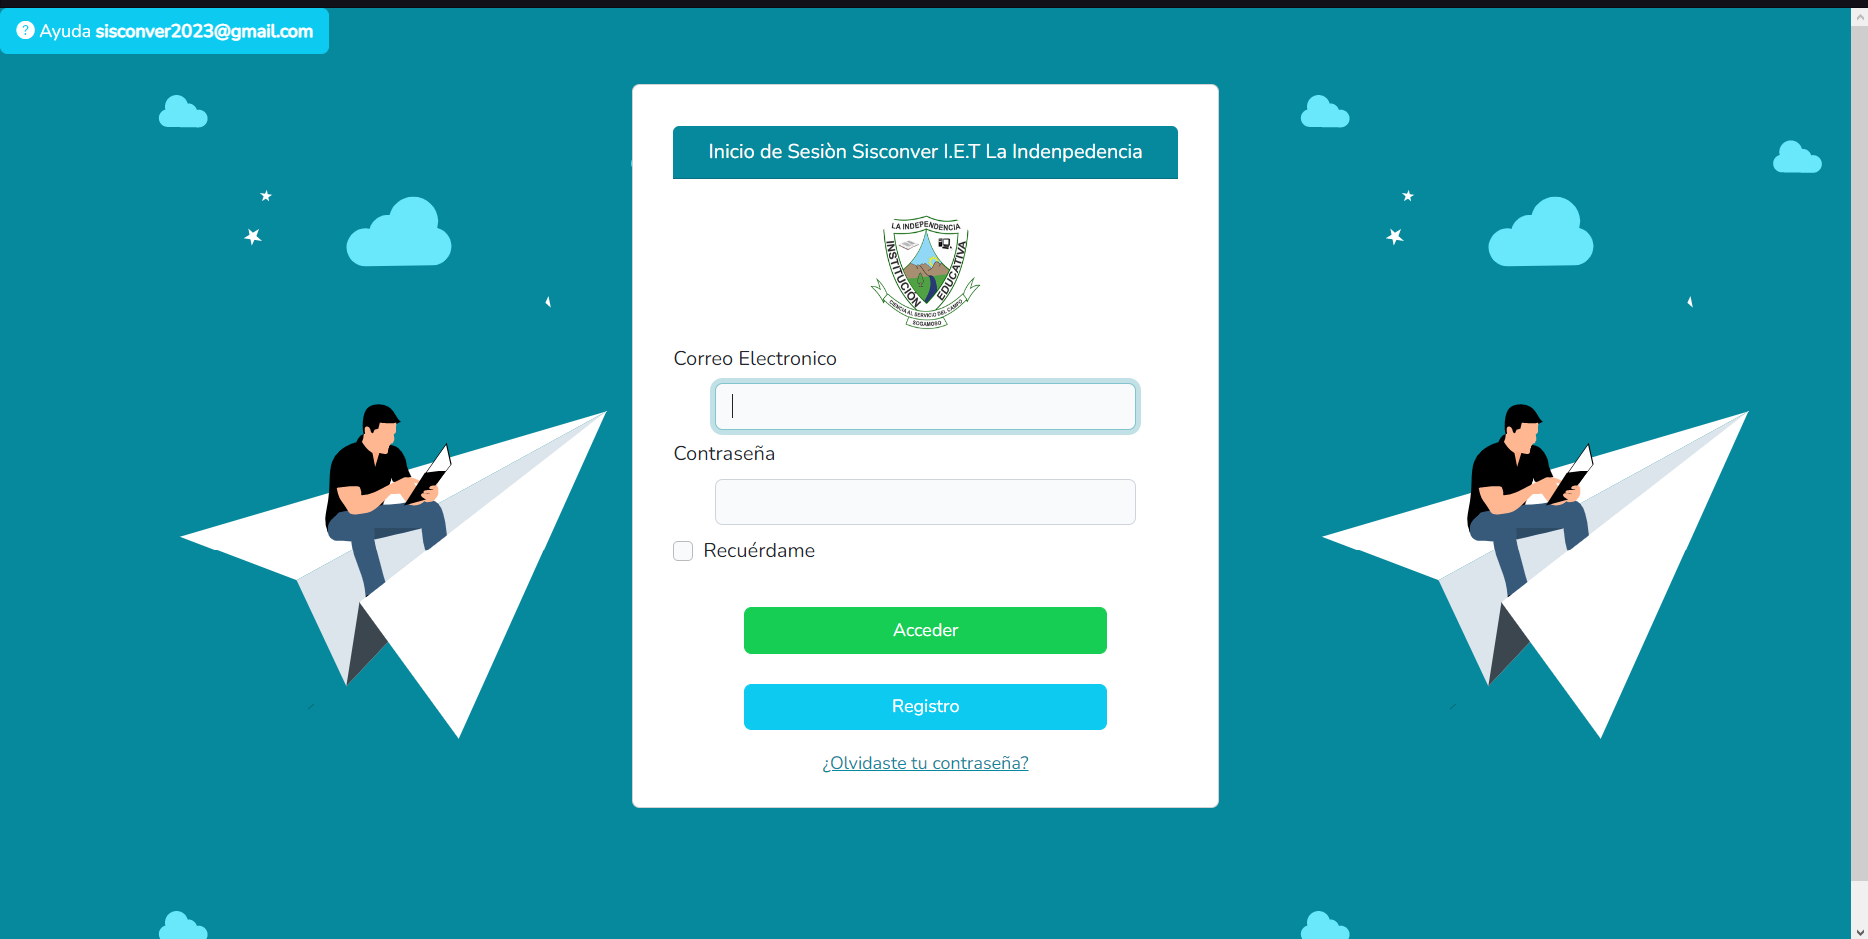 Ayuda sisconver2023@gmail.com
Inicio de Sesiòn Sisconver I.E.T La Indenpedencia
LA INDEPENDENCIA
INSTITUCIÓN
EDUCATIVA
CIENCIA AL SERVICIO DEL CAMPO
SOGAMOSO
Correo Electronico
Contraseña
Recuérdame
Acceder
Registro
¿Olvidaste tu contraseña?